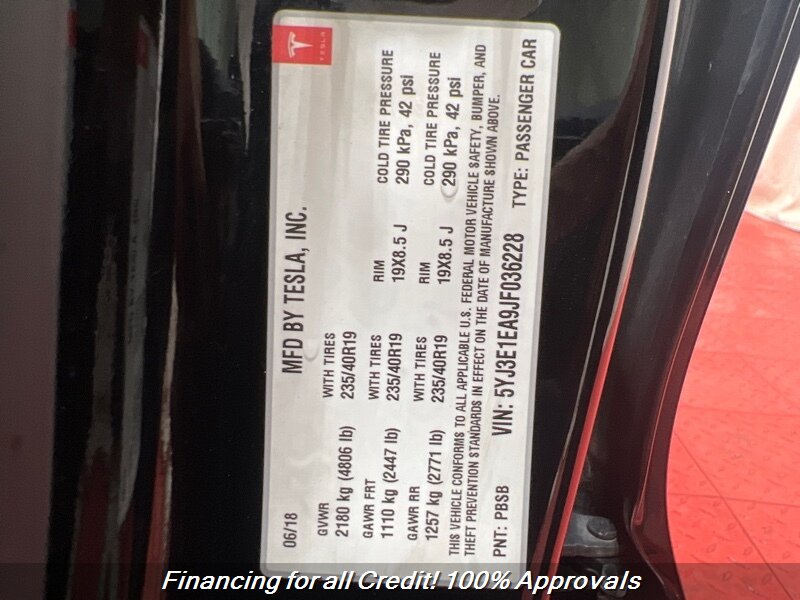 TESLA
MFD BY TESLA, INC.
06/18
GVWR WITH TIRES RIM COLD TIRE PRESSURE
2180 kg (4806 lb) 235/40R19
GAWR FRT WITH TIRES RIM COLD TIRE PRESSURE
1110 kg (2447 lb) 235/40R19 19X8.5 J 290 kPa, 42 psi
GAWR RR WITH TIRES RIM COLD TIRE PRESSURE
1257 kg (2771 lb) 235/40R19 19X8.5 J 290 kPa, 42 psi
THIS VEHICLE CONFORMS TO ALL APPLICABLE U.S. FEDERAL MOTOR VEHICLE SAFETY, BUMPER, AND
THEFT PREVENTION STANDARDS IN EFFECT ON THE DATE OF MANUFACTURE SHOWN ABOVE.
PNT: PBSB VIN: 5YJ3E1EA9JF036228 TYPE: PASSENGER CAR
Financing for all Credit! 100% Approvals